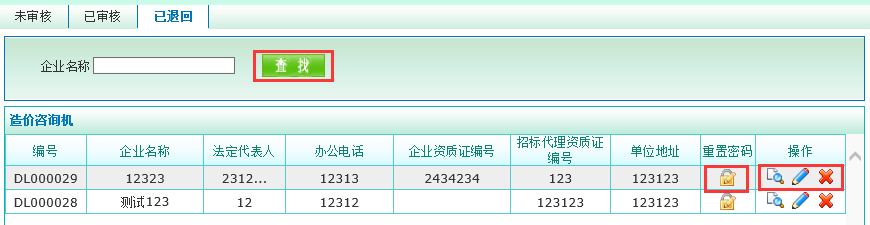 未审核 已审核 已退回
企业名称 查 找
造价咨询机
编号 企业名称 法定代表人 办公电话 企业资质证编号 招标代理资质证编号 单位地址 重置密码 操作
DL000029 12323 2312... 12313 2434234 123 123123
DL000028 测试123 12 12312 123123 123123